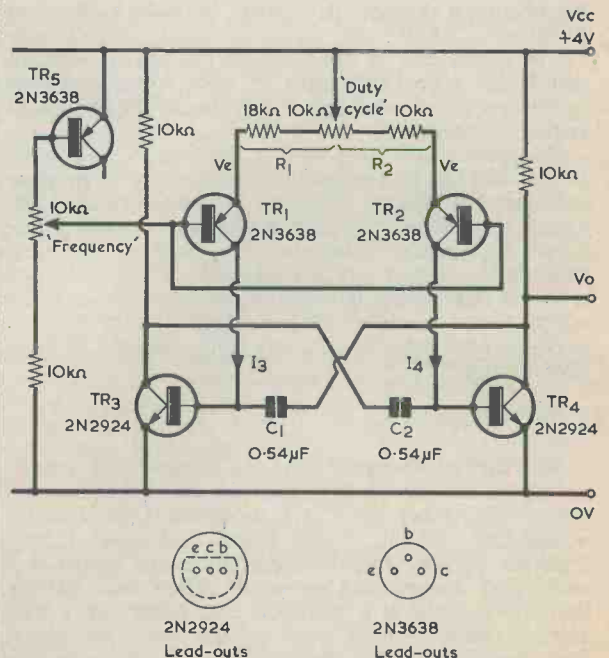 Vcc
+4V
TR5
2N3638
10kΩ
'Duty
cycle'
18kΩ 10kΩ 10kΩ
10kΩ
R1 R2
Ve Ve
10kΩ
'Frequency'
TR1
2N3638
TR2
2N3638
Vo
10kΩ
I3
I4
TR3
2N2924
TR4
2N2924
C1
0·54µF
C2
0·54µF
OV
e c b
b
e c
2N2924
Lead-outs
2N3638
Lead-outs